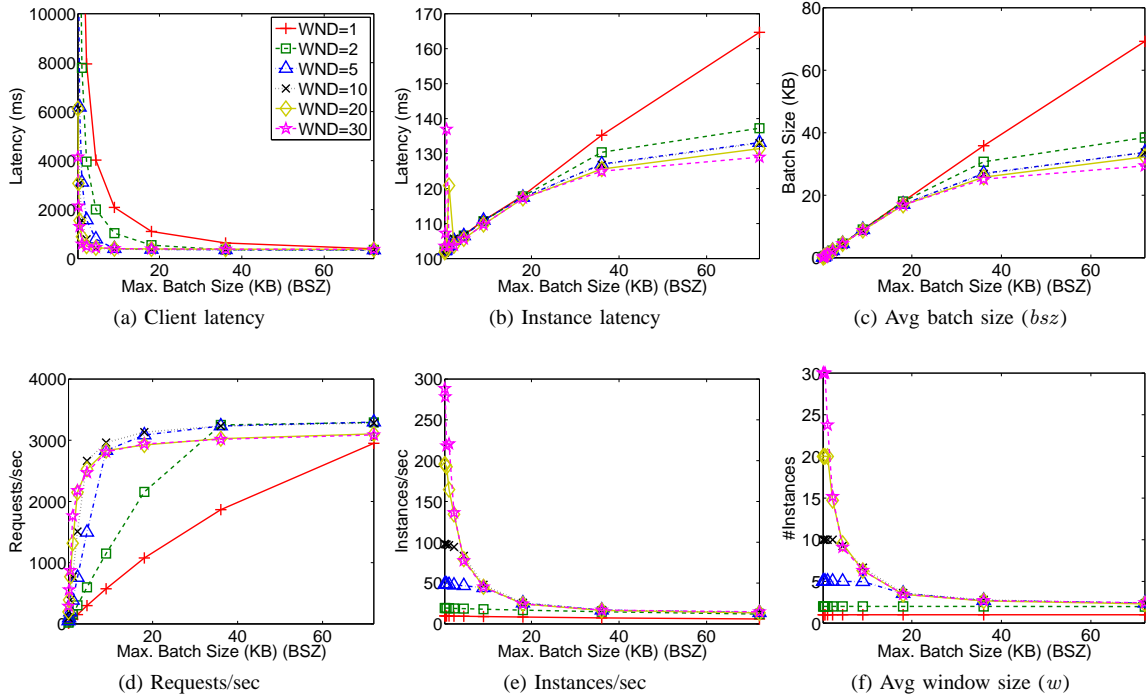 10000
8000
6000
4000
2000
0
Latency (ms)
20 40 60
Max. Batch Size (KB) (BSZ)
WND=1
WND=2
WND=5
WND=10
WND=20
WND=30
(a) Client latency
170
160
150
140
130
120
110
100
Latency (ms)
20 40 60
Max. Batch Size (KB) (BSZ)
(b) Instance latency
80
60
40
20
0
Batch Size (KB)
20 40 60
Max. Batch Size (KB) (BSZ)
(c) Avg batch size (bsz)
4000
3000
2000
1000
0
Requests/sec
20 40 60
Max. Batch Size (KB) (BSZ)
(d) Requests/sec
300
250
200
150
100
50
0
Instances/sec
20 40 60
Max. Batch Size (KB) (BSZ)
(e) Instances/sec
30
25
20
15
10
5
0
#Instances
20 40 60
Max. Batch Size (KB) (BSZ)
(f) Avg window size (w)